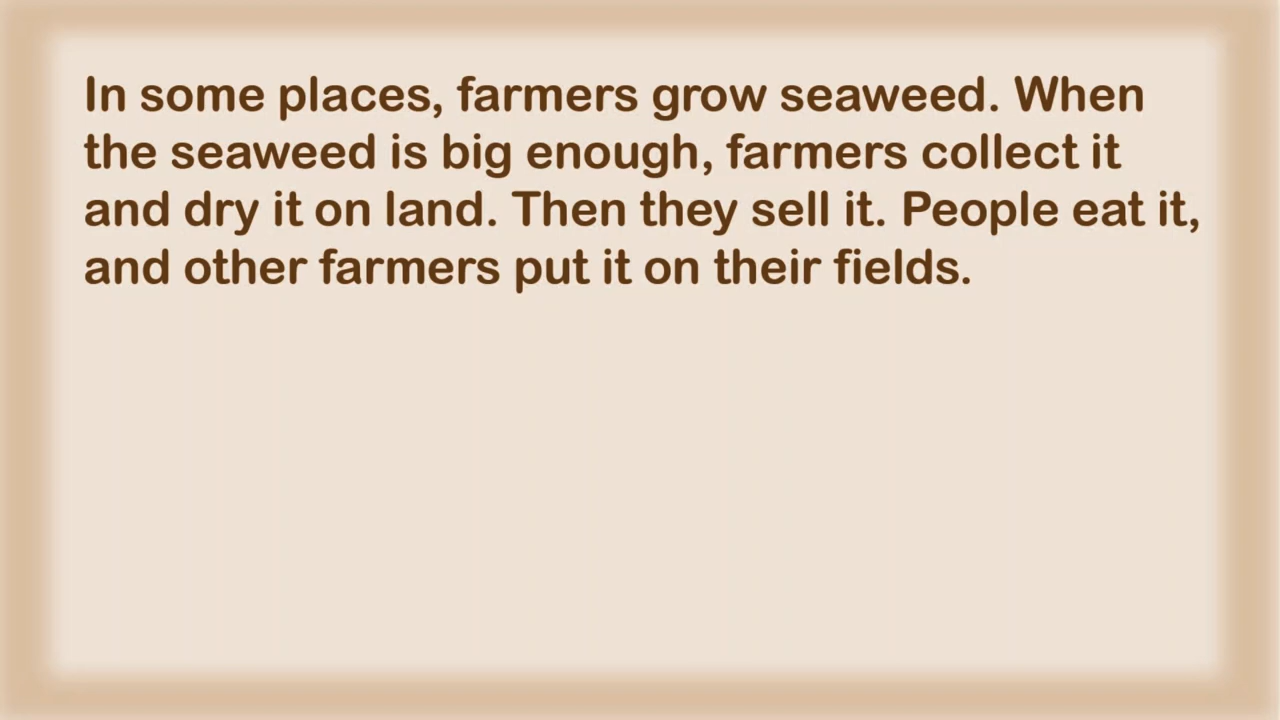 In some places, farmers grow seaweed. When
the seaweed is big enough, farmers collect it
and dry it on land. Then they sell it. People eat it,
and other farmers put it on their fields.